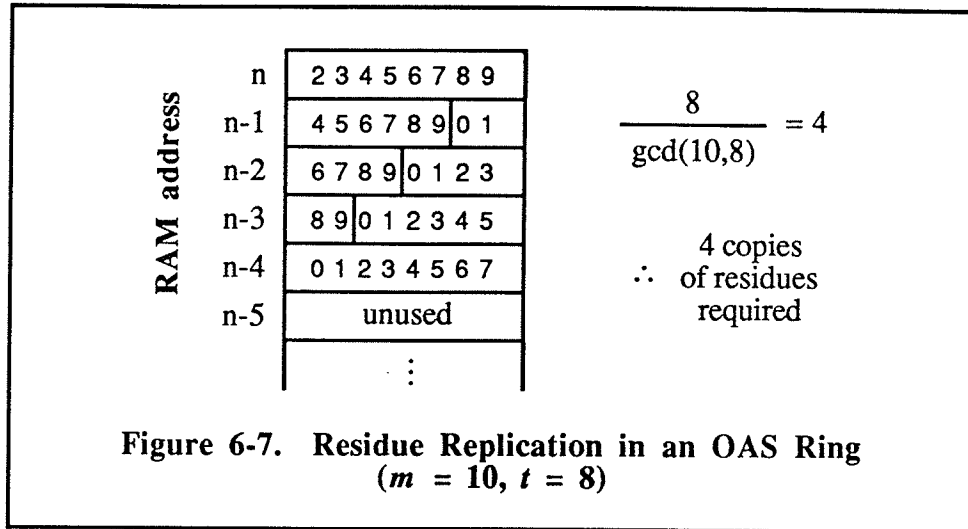 RAM address
n 2 3 4 5 6 7 8 9
n-1 4 5 6 7 8 9 0 1
n-2 6 7 8 9 0 1 2 3
n-3 8 9 0 1 2 3 4 5
n-4 0 1 2 3 4 5 6 7
n-5 unused
⋮
8
gcd(10,8) = 4
∴ 4 copies
of residues
required
Figure 6-7. Residue Replication in an OAS Ring
(m = 10, t = 8)